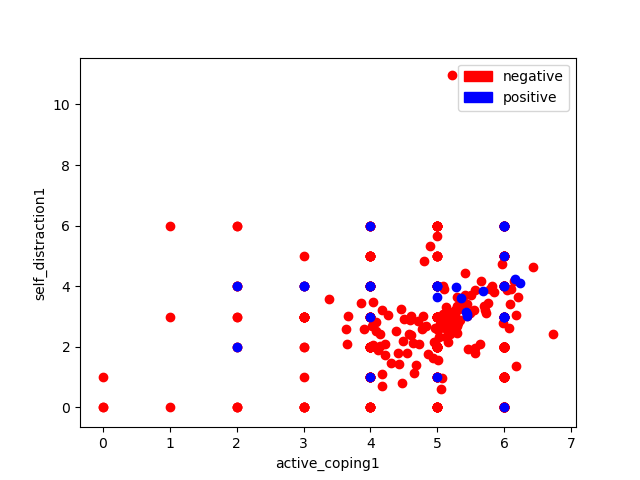 negative
positive
10
8
6
4
2
0
self_distraction1
0 1 2 3 4 5 6 7
active_coping1